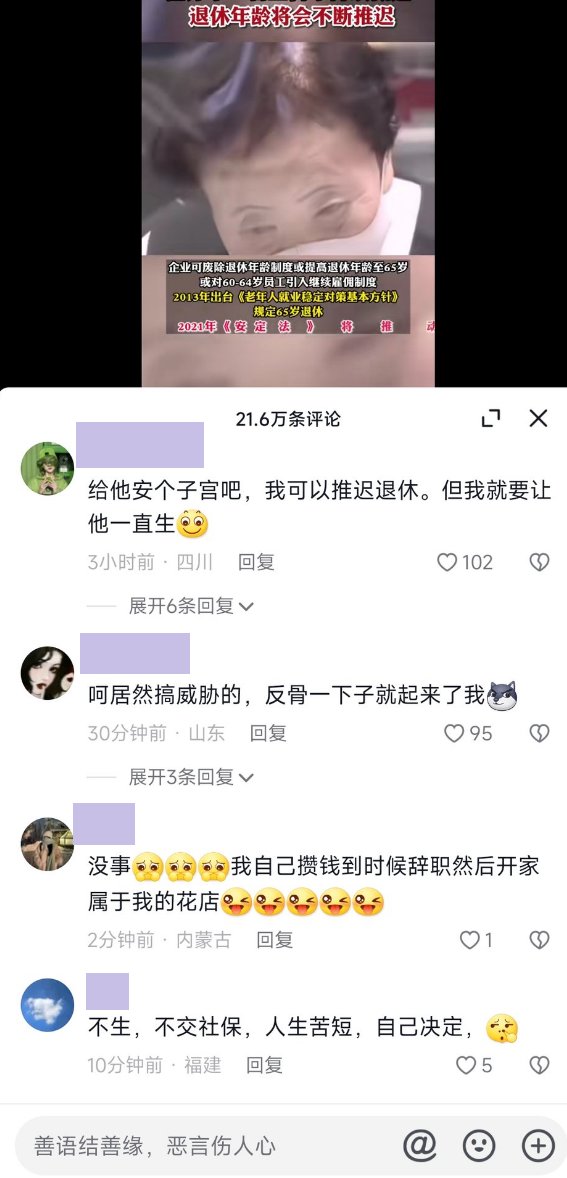 退休年龄将会不断推迟
企业可废除退休年龄制度或提高退休年龄至65岁
或对60-64岁员工引入继续雇佣制度
2013年出台《老年人就业稳定对策基本方针》
规定65岁退休
2021年《安定法》将推动
21.6万条评论
给他安个子宫吧，我可以推迟退休。但我就要让
他一直生
3小时前 · 四川 回复
102
展开6条回复
呵居然搞威胁的，反骨一下子就起来了我
30分钟前 · 山东 回复
95
展开3条回复
没事我自己攒钱到时候辞职然后开家
属于我的花店
2分钟前 · 内蒙古 回复
1
不生，不交社保，人生苦短，自己决定，
10分钟前 · 福建 回复
5
善语结善缘，恶言伤人心
@